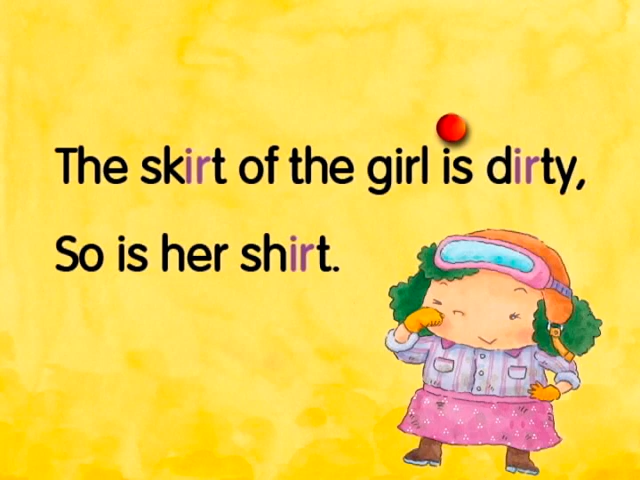 The skirt of the girl is dirty,
So is her shirt.